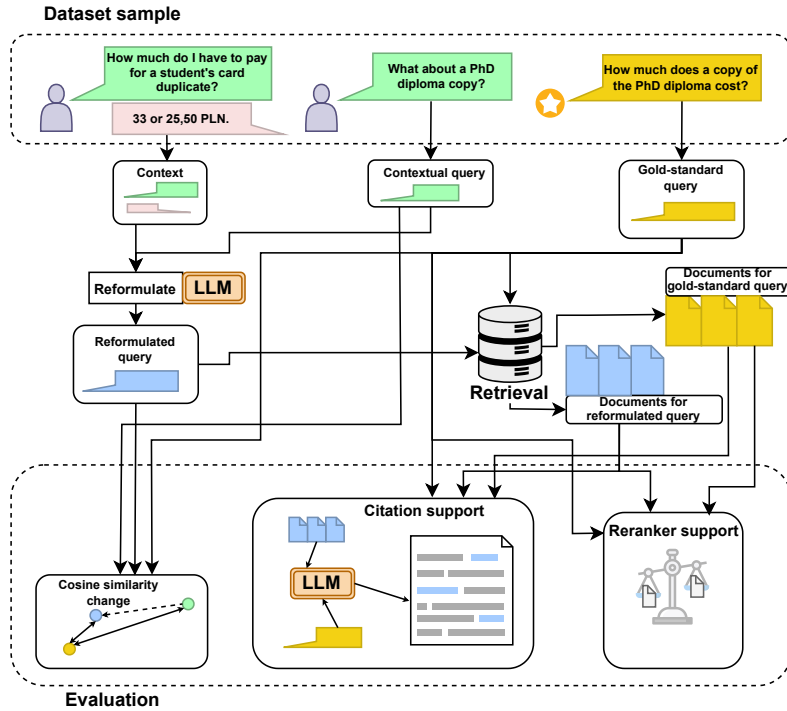 Dataset sample
How much do I have to pay
for a student's card
duplicate?
33 or 25,50 PLN.
What about a PhD
diploma copy?
How much does a copy of
the PhD diploma cost?
Context
Contextual query
Gold-standard
query
Reformulate
LLM
Documents for
gold-standard query
Reformulated
query
Retrieval
Documents for
reformulated query
Citation support
LLM
Reranker support
Cosine similarity
change
Evaluation